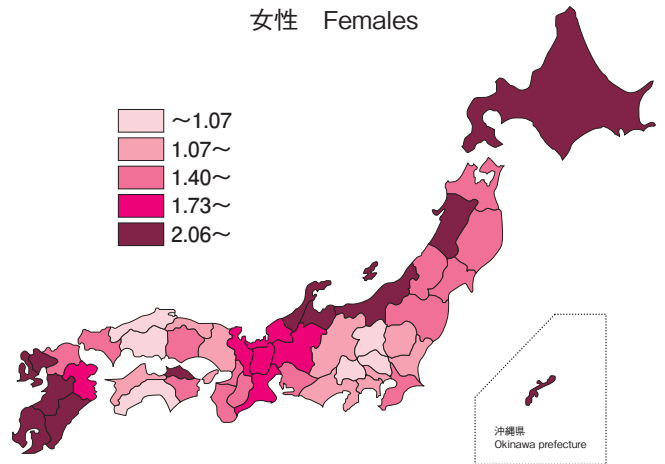 女性　Females
〜1.07
1.07〜
1.40〜
1.73〜
2.06〜
沖縄県
Okinawa prefecture